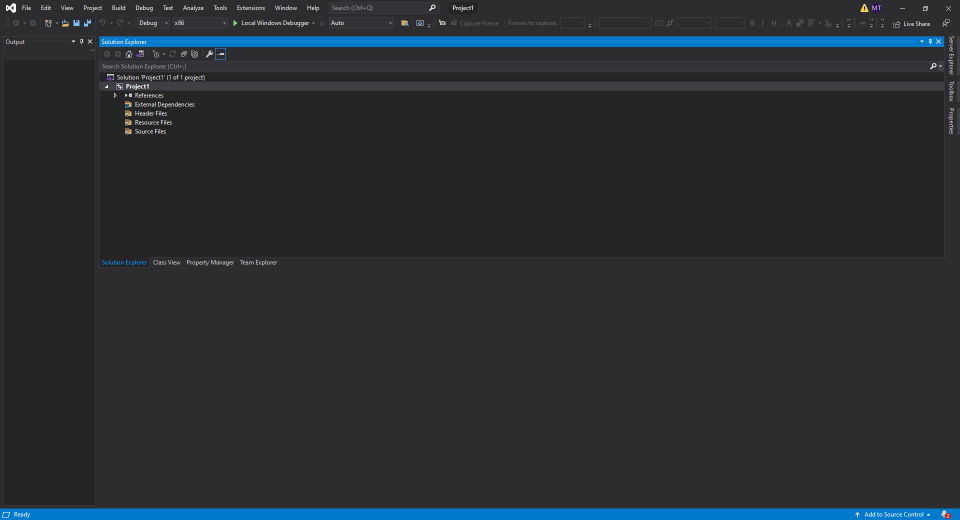 File Edit View Project Build Debug Test Analyze Tools Extensions Window Help Search (Ctrl+Q) Project1 MT
Debug x86 Local Windows Debugger Auto Capture Frame Frames to capture: Live Share
Output
Solution Explorer
Search Solution Explorer (Ctrl+;)
Solution 'Project1' (1 of 1 project)
Project1
References
External Dependencies
Header Files
Resource Files
Source Files
Solution Explorer Class View Property Manager Team Explorer
Server Explorer
Toolbox
Properties
Ready Add to Source Control